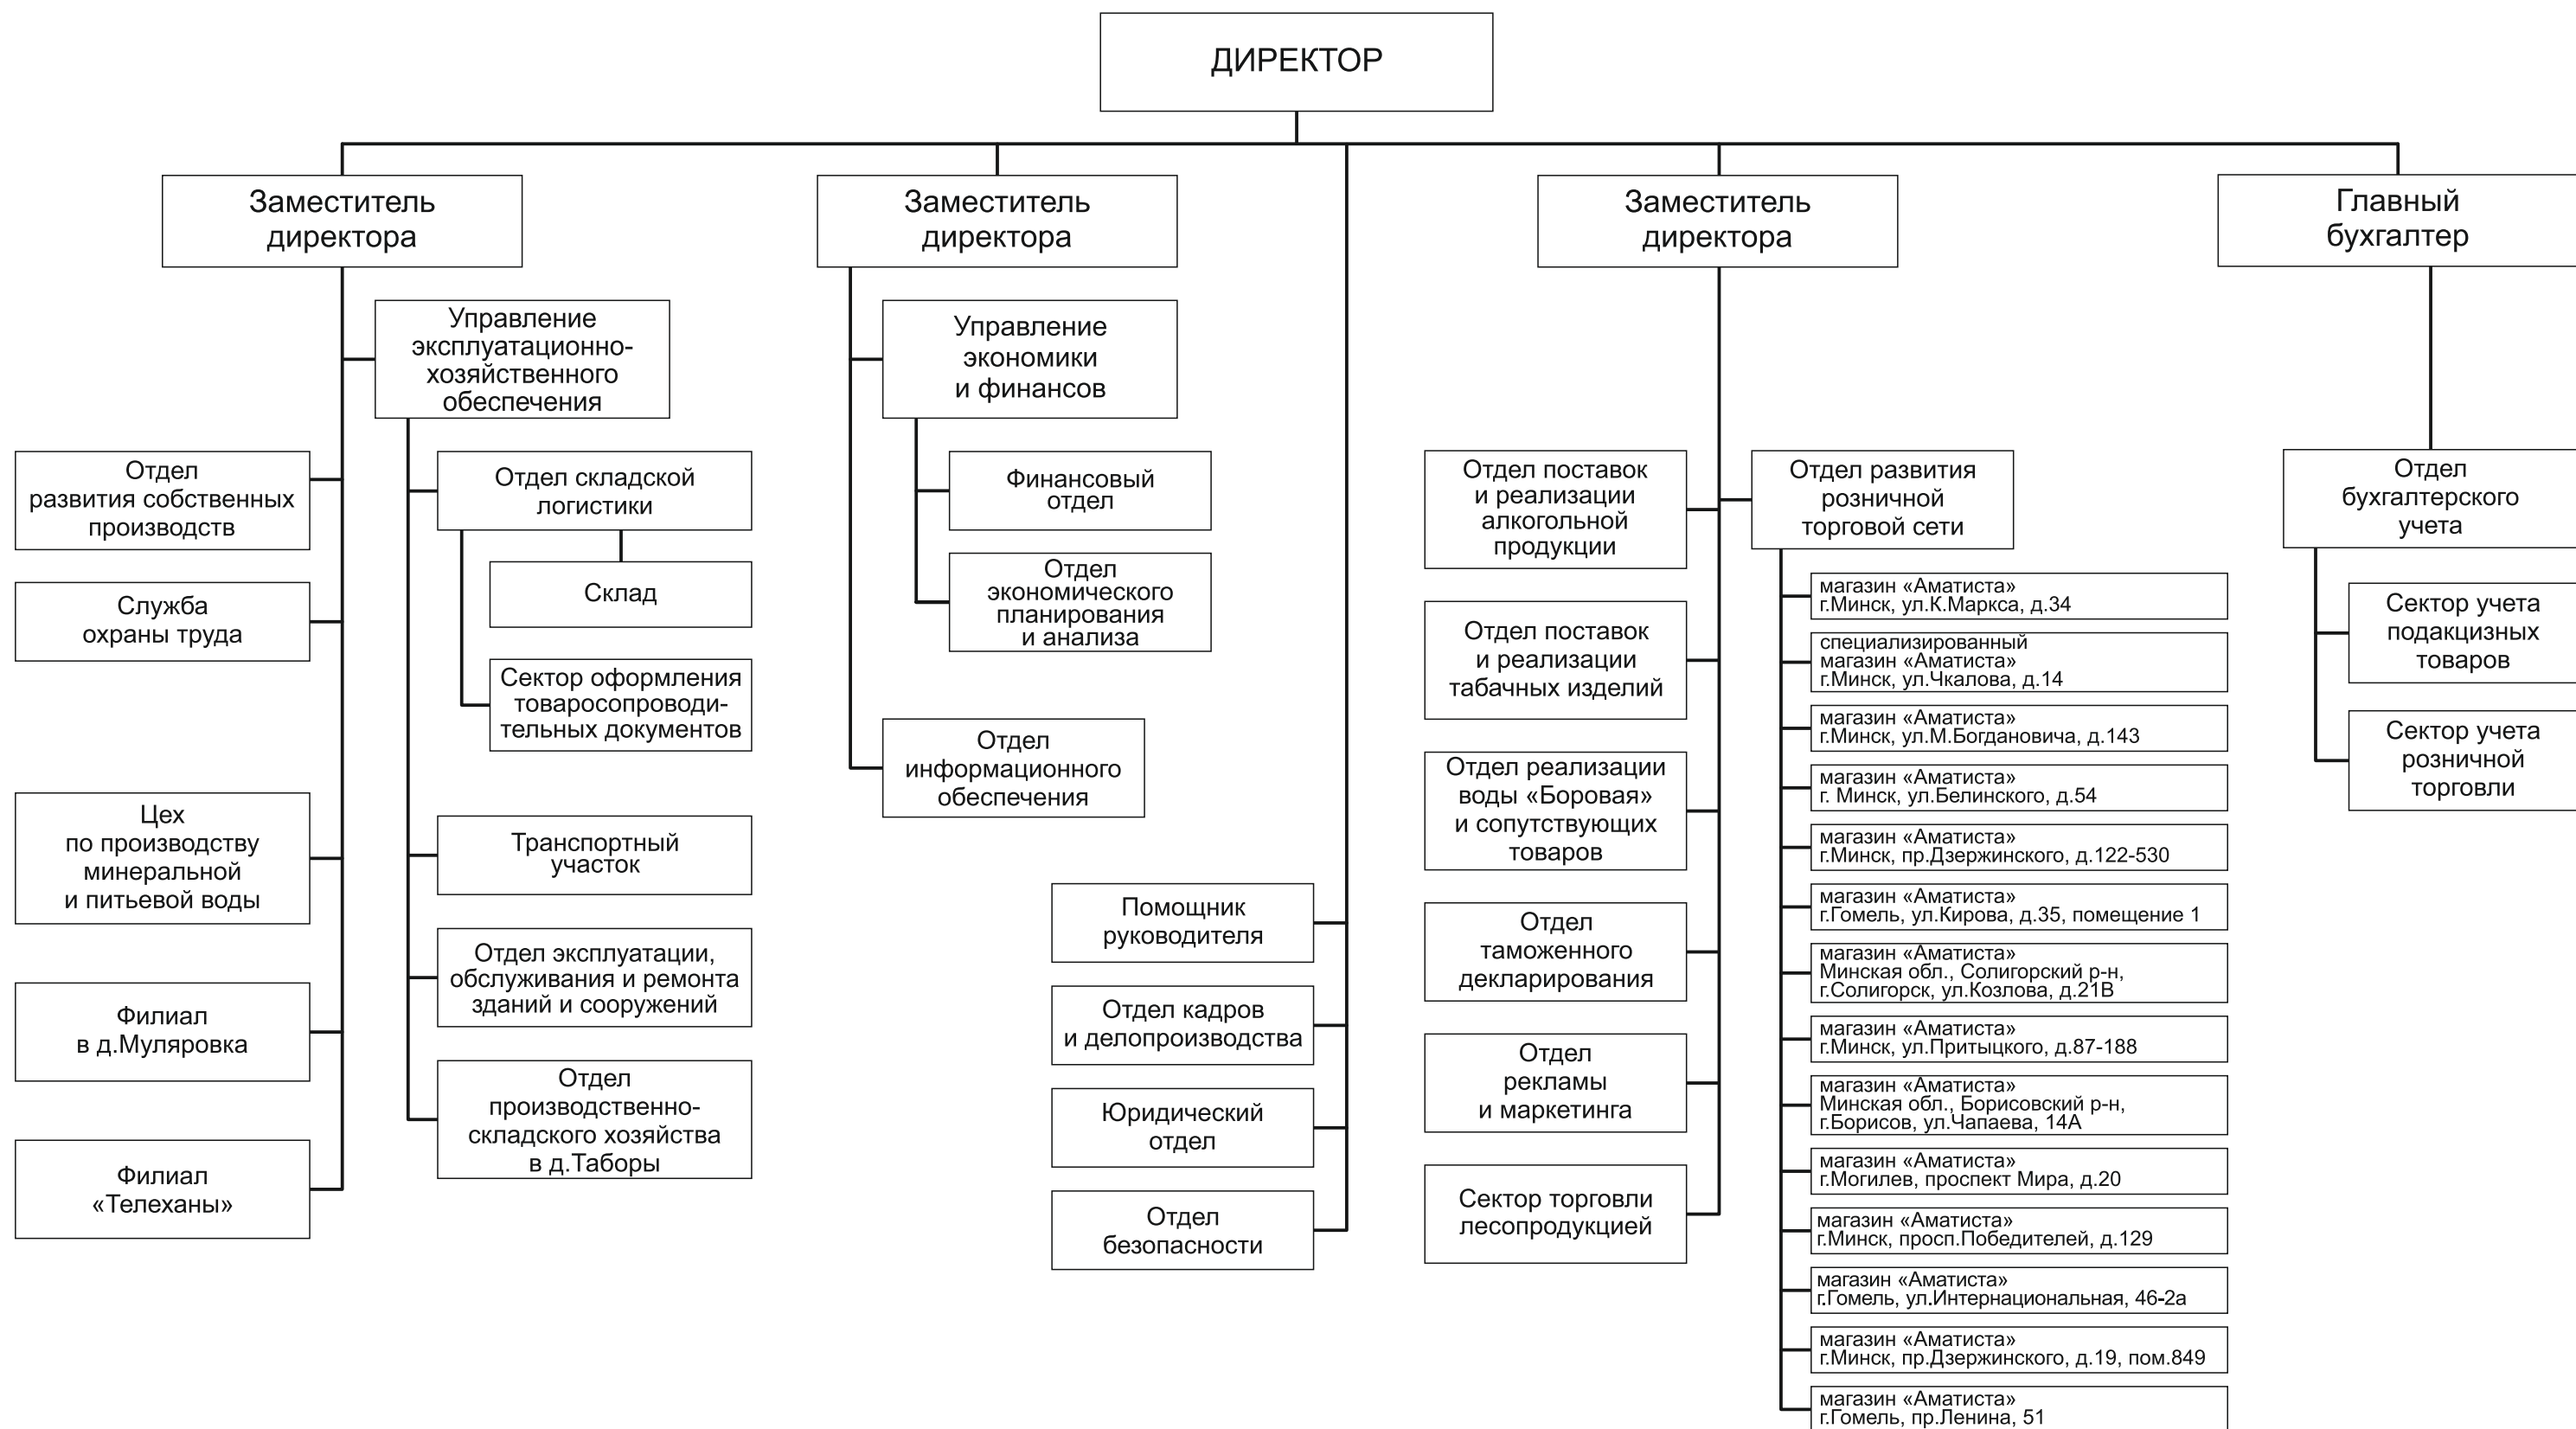 ДИРЕКТОР
Заместитель
директора
Заместитель
директора
Заместитель
директора
Главный
бухгалтер
Управление
эксплуатационно-
хозяйственного
обеспечения
Отдел
развития собственных
производств
Служба
охраны труда
Цех
по производству
минеральной
и питьевой воды
Филиал
в д.Муляровка
Филиал
«Телеханы»
Отдел складской
логистики
Склад
Сектор оформления
товаросопроводи-
тельных документов
Транспортный
участок
Отдел эксплуатации,
обслуживания и ремонта
зданий и сооружений
Отдел
производственно-
складского хозяйства
в д.Таборы
Управление
экономики
и финансов
Финансовый
отдел
Отдел
экономического
планирования
и анализа
Отдел
информационного
обеспечения
Помощник
руководителя
Отдел кадров
и делопроизводства
Юридический
отдел
Отдел
безопасности
Отдел поставок
и реализации
алкогольной
продукции
Отдел поставок
и реализации
табачных изделий
Отдел реализации
воды «Боровая»
и сопутствующих
товаров
Отдел
таможенного
декларирования
Отдел
рекламы
и маркетинга
Сектор торговли
лесопродукцией
Отдел развития
розничной
торговой сети
магазин «Аматиста»
г.Минск, ул.К.Маркса, д.34
специализированный
магазин «Аматиста»
г.Минск, ул.Чкалова, д.14
магазин «Аматиста»
г.Минск, ул.М.Богдановича, д.143
магазин «Аматиста»
г. Минск, ул.Белинского, д.54
магазин «Аматиста»
г.Минск, пр.Дзержинского, д.122-530
магазин «Аматиста»
г.Гомель, ул.Кирова, д.35, помещение 1
магазин «Аматиста»
Минская обл., Солигорский р-н,
г.Солигорск, ул.Козлова, д.21В
магазин «Аматиста»
г.Минск, ул.Притыцкого, д.87-188
магазин «Аматиста»
Минская обл., Борисовский р-н,
г.Борисов, ул.Чапаева, 14А
магазин «Аматиста»
г.Могилев, проспект Мира, д.20
магазин «Аматиста»
г.Минск, просп.Победителей, д.129
магазин «Аматиста»
г.Гомель, ул.Интернациональная, 46-2а
магазин «Аматиста»
г.Минск, пр.Дзержинского, д.19, пом.849
магазин «Аматиста»
г.Гомель, пр.Ленина, 51
Отдел
бухгалтерского
учета
Сектор учета
подакцизных
товаров
Сектор учета
розничной
торговли